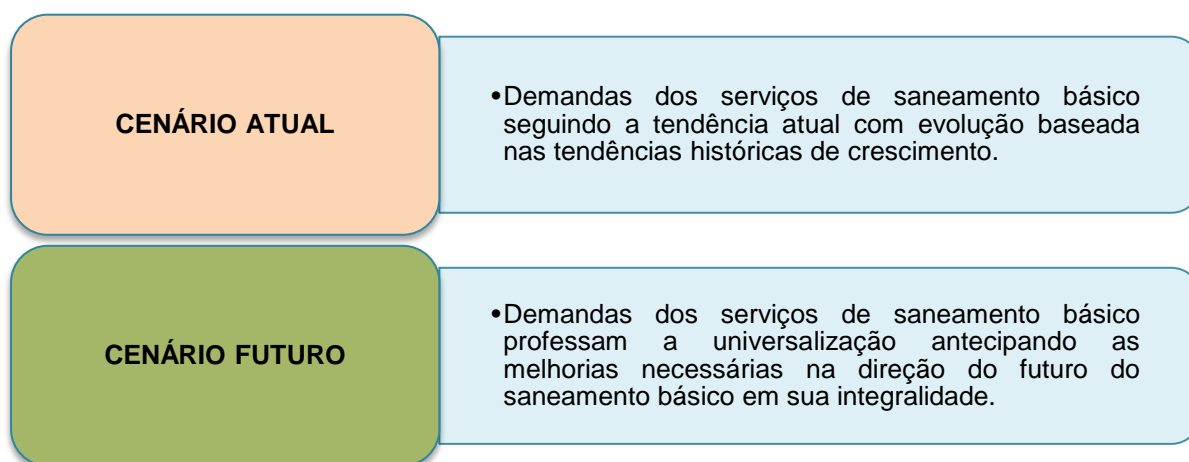 CENÁRIO ATUAL
•Demandas dos serviços de saneamento básico
seguindo a tendência atual com evolução baseada
nas tendências históricas de crescimento.
CENÁRIO FUTURO
•Demandas dos serviços de saneamento básico
professam a universalização antecipando as
melhorias necessárias na direção do futuro do
saneamento básico em sua integralidade.